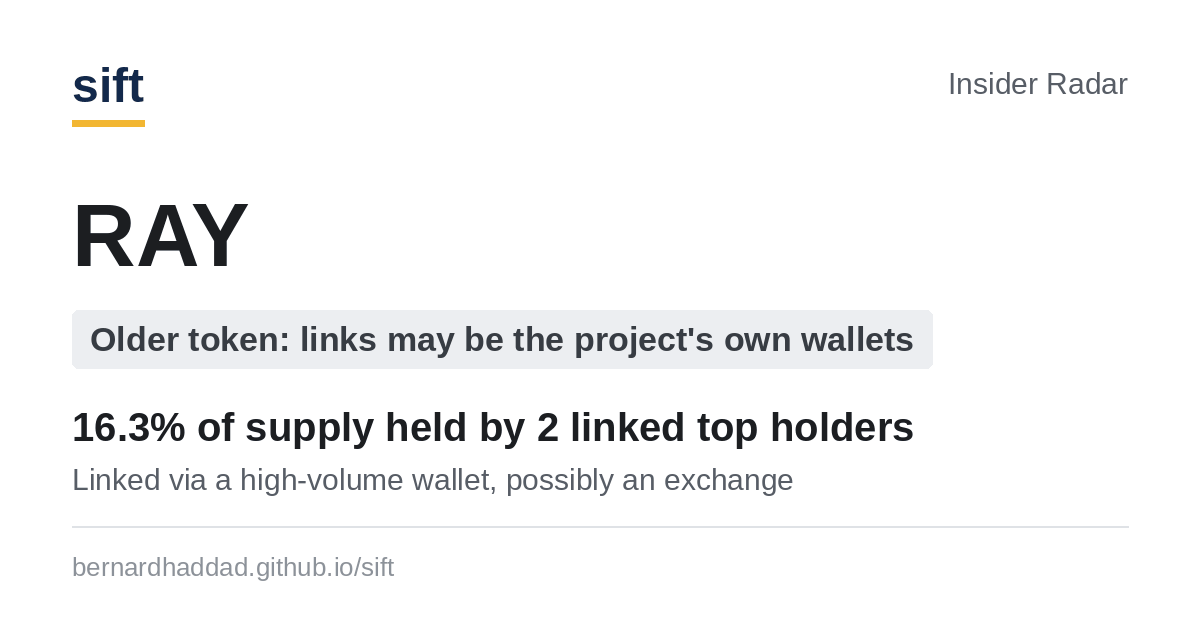 sift
Insider Radar
RAY
Older token: links may be the project's own wallets
16.3% of supply held by 2 linked top holders
Linked via a high-volume wallet, possibly an exchange
bernardhaddad.github.io/sift